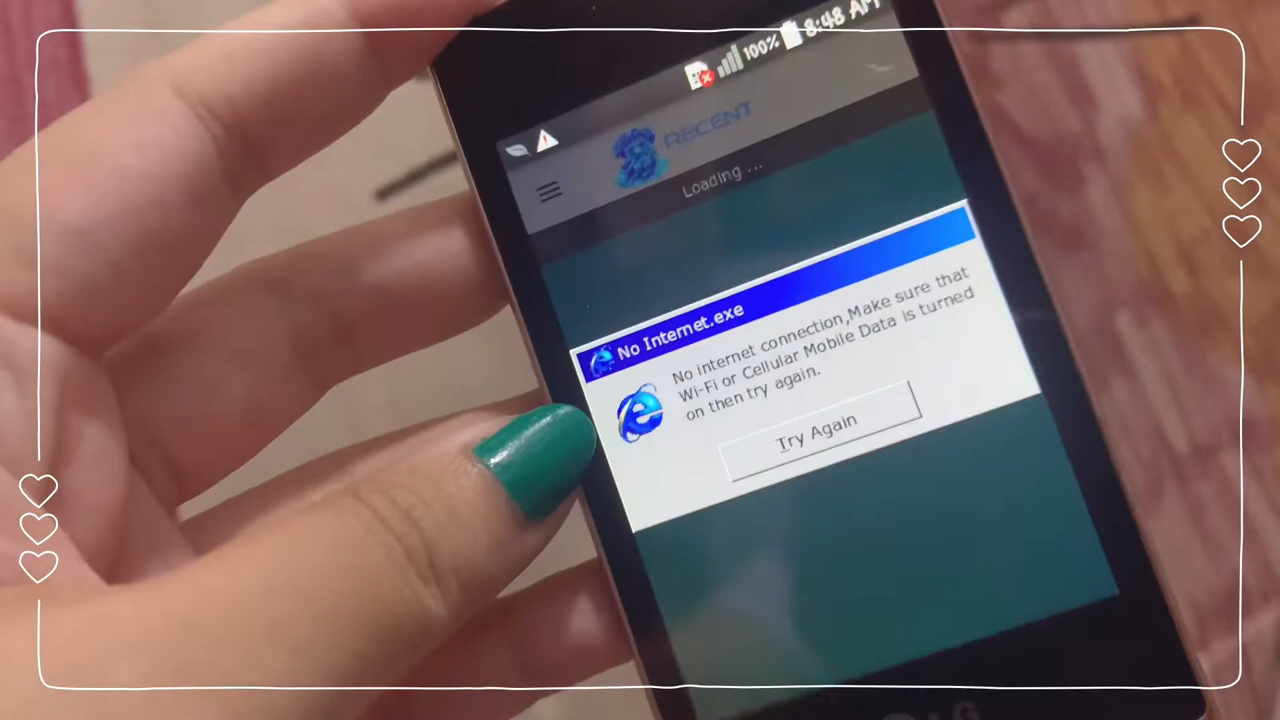 100% 8:48 AM
RECENT
Loading ...
No Internet.exe
No internet connection,Make sure that
Wi-Fi or Cellular Mobile Data is turned
on then try again.
Try Again
LG